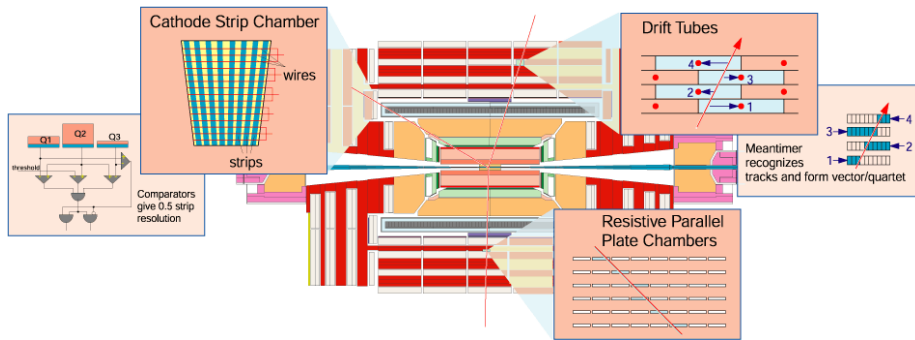 Cathode Strip Chamber
wires
strips
Q1
Q2
Q3
threshold
Comparators
give 0.5 strip
resolution
Drift Tubes
4
3
2
1
4
3
2
1
Meantimer
recognizes
tracks and form vector/quartet
Resistive Parallel
Plate Chambers